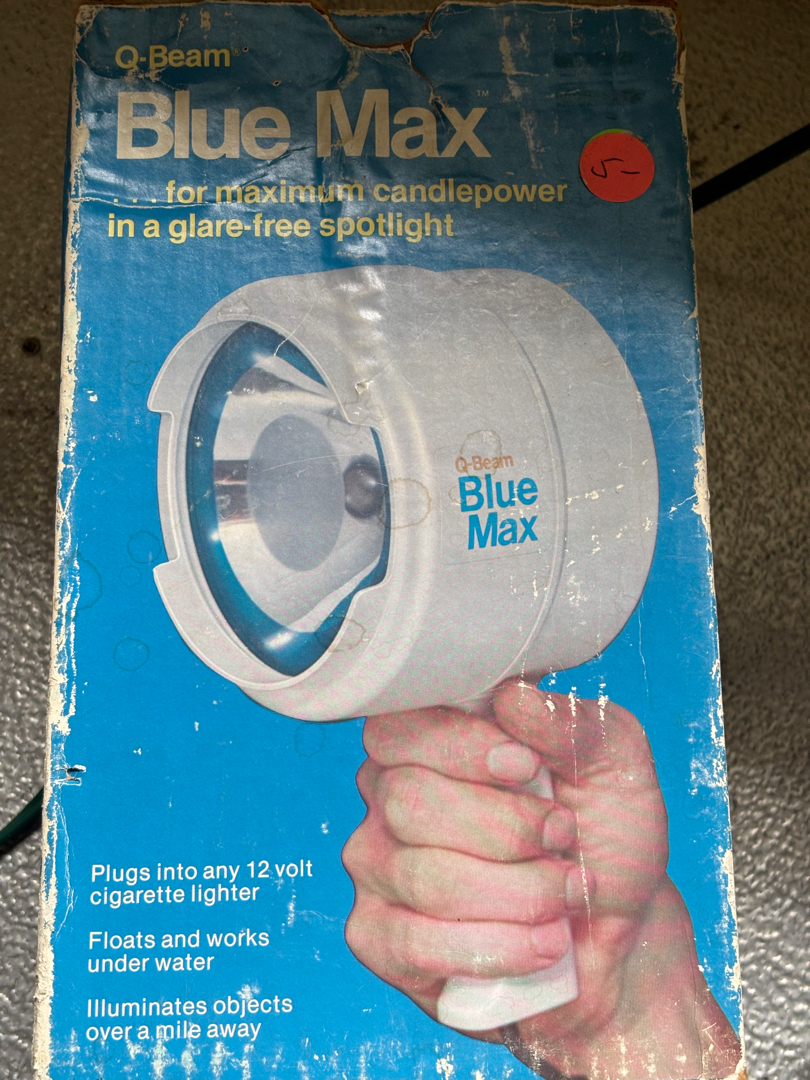 Q-Beam®
Blue Max™
...for maximum candlepower
in a glare-free spotlight
5-
Q-Beam
Blue
Max
Plugs into any 12 volt
cigarette lighter
Floats and works
under water
Illuminates objects
over a mile away